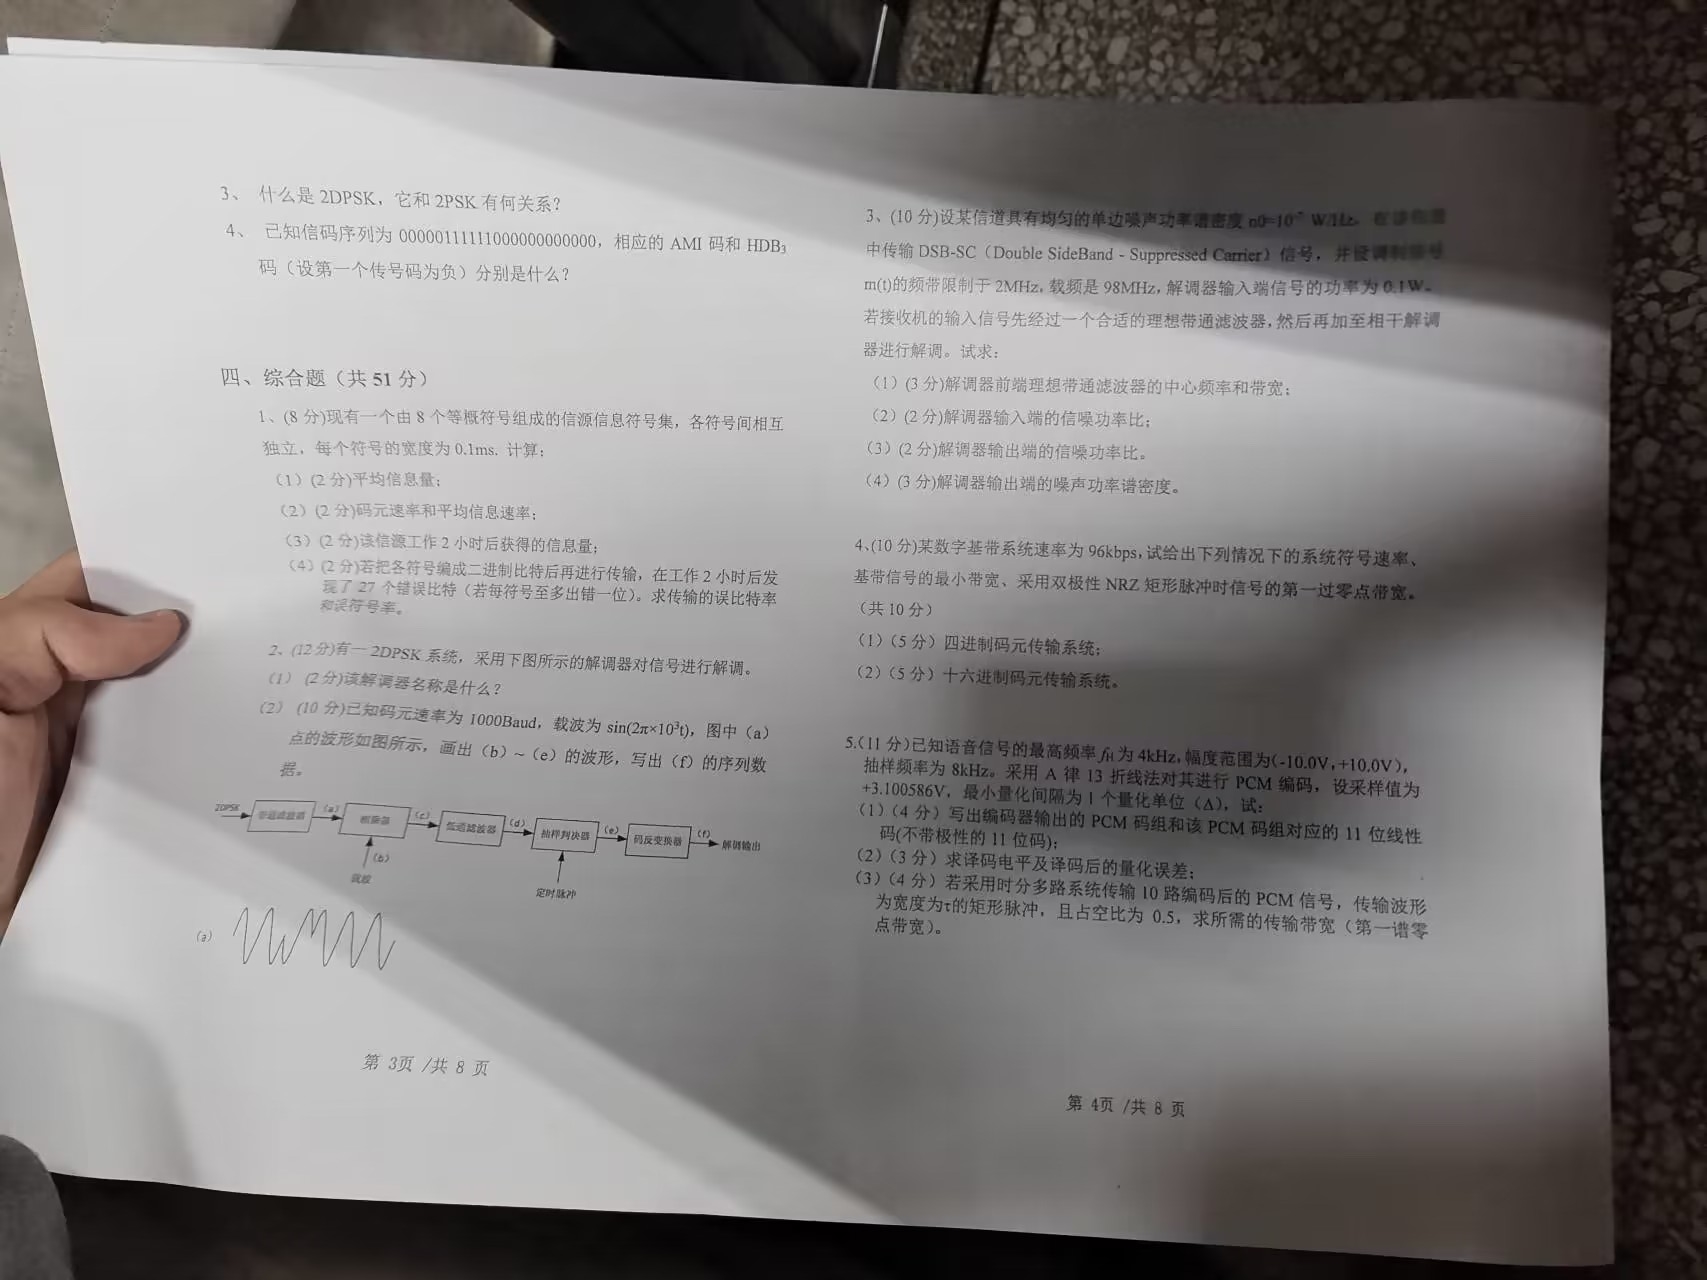 3、 什么是 2DPSK，它和 2PSK 有何关系？
4、 已知信码序列为 00000111111000000000000，相应的 AMI 码和 HDB3
码（设第一个传号码为负）分别是什么？
四、综合题（共 51 分）
1、(8 分)现有一个由 8 个等概符号组成的信源信息符号集，各符号间相互
独立，每个符号的宽度为 0.1ms. 计算：
（1）(2 分)平均信息量；
（2）(2 分)码元速率和平均信息速率；
（3）(2 分)该信源工作 2 小时后获得的信息量；
（4）(2 分)若把各符号编成二进制比特后再进行传输，在工作 2 小时后发
现了 27 个错误比特（若每符号至多出错一位）。求传输的误比特率
和误符号率。
2、(12 分)有一 2DPSK 系统，采用下图所示的解调器对信号进行解调。
（1） (2 分)该解调器名称是什么？
（2） (10 分)已知码元速率为 1000Baud，载波为 sin(2π×10³t)，图中（a）
点的波形如图所示，画出（b）~（e）的波形，写出（f）的序列数
据。
2DPSK 带通滤波器 (a) 相乘器 (c) 低通滤波器 (d) 抽样判决器 (e) 码反变换器 (f) 解调输出
(b)
载波
定时脉冲
(a)
第 3页 /共 8 页
3、(10 分)设某信道具有均匀的单边噪声功率谱密度 n0=10 W/Hz，
中传输 DSB-SC（Double SideBand - Suppressed Carrier）信号，并设调制信号
m(t)的频带限制于 2MHz，载频是 98MHz，解调器输入端信号的功率为 0.1W。
若接收机的输入信号先经过一个合适的理想带通滤波器，然后再加至相干解调
器进行解调。试求：
（1）(3 分)解调器前端理想带通滤波器的中心频率和带宽；
（2）(2 分)解调器输入端的信噪功率比；
（3）(2 分)解调器输出端的信噪功率比。
（4）(3 分)解调器输出端的噪声功率谱密度。
4、(10 分)某数字基带系统速率为 96kbps，试给出下列情况下的系统符号速率、
基带信号的最小带宽、采用双极性 NRZ 矩形脉冲时信号的第一过零点带宽。
（共 10 分）
（1）（5 分）四进制码元传输系统；
（2）（5 分）十六进制码元传输系统。
5.（11 分）已知语音信号的最高频率 fH 为 4kHz，幅度范围为(-10.0V，+10.0V），
抽样频率为 8kHz。采用 A 律 13 折线法对其进行 PCM 编码，设采样值为
+3.100586V，最小量化间隔为 1 个量化单位（Δ），试：
（1）（4 分）写出编码器输出的 PCM 码组和该 PCM 码组对应的 11 位线性
码(不带极性的 11 位码)；
（2）（3 分）求译码电平及译码后的量化误差；
（3）（4 分）若采用时分多路系统传输 10 路编码后的 PCM 信号，传输波形
为宽度为τ的矩形脉冲，且占空比为 0.5，求所需的传输带宽（第一谱零
点带宽）。
第 4页 /共 8 页